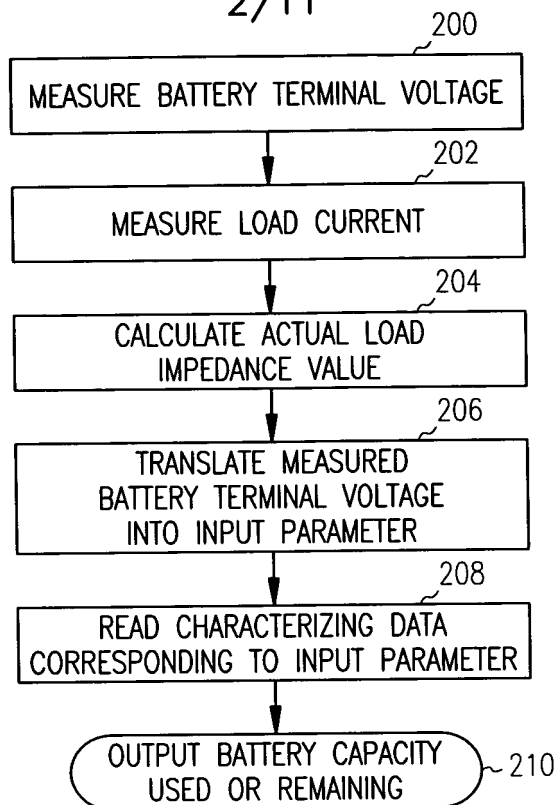 2/11
200
MEASURE BATTERY TERMINAL VOLTAGE
202
MEASURE LOAD CURRENT
204
CALCULATE ACTUAL LOAD
IMPEDANCE VALUE
206
TRANSLATE MEASURED
BATTERY TERMINAL VOLTAGE
INTO INPUT PARAMETER
208
READ CHARACTERIZING DATA
CORRESPONDING TO INPUT PARAMETER
OUTPUT BATTERY CAPACITY
USED OR REMAINING
210